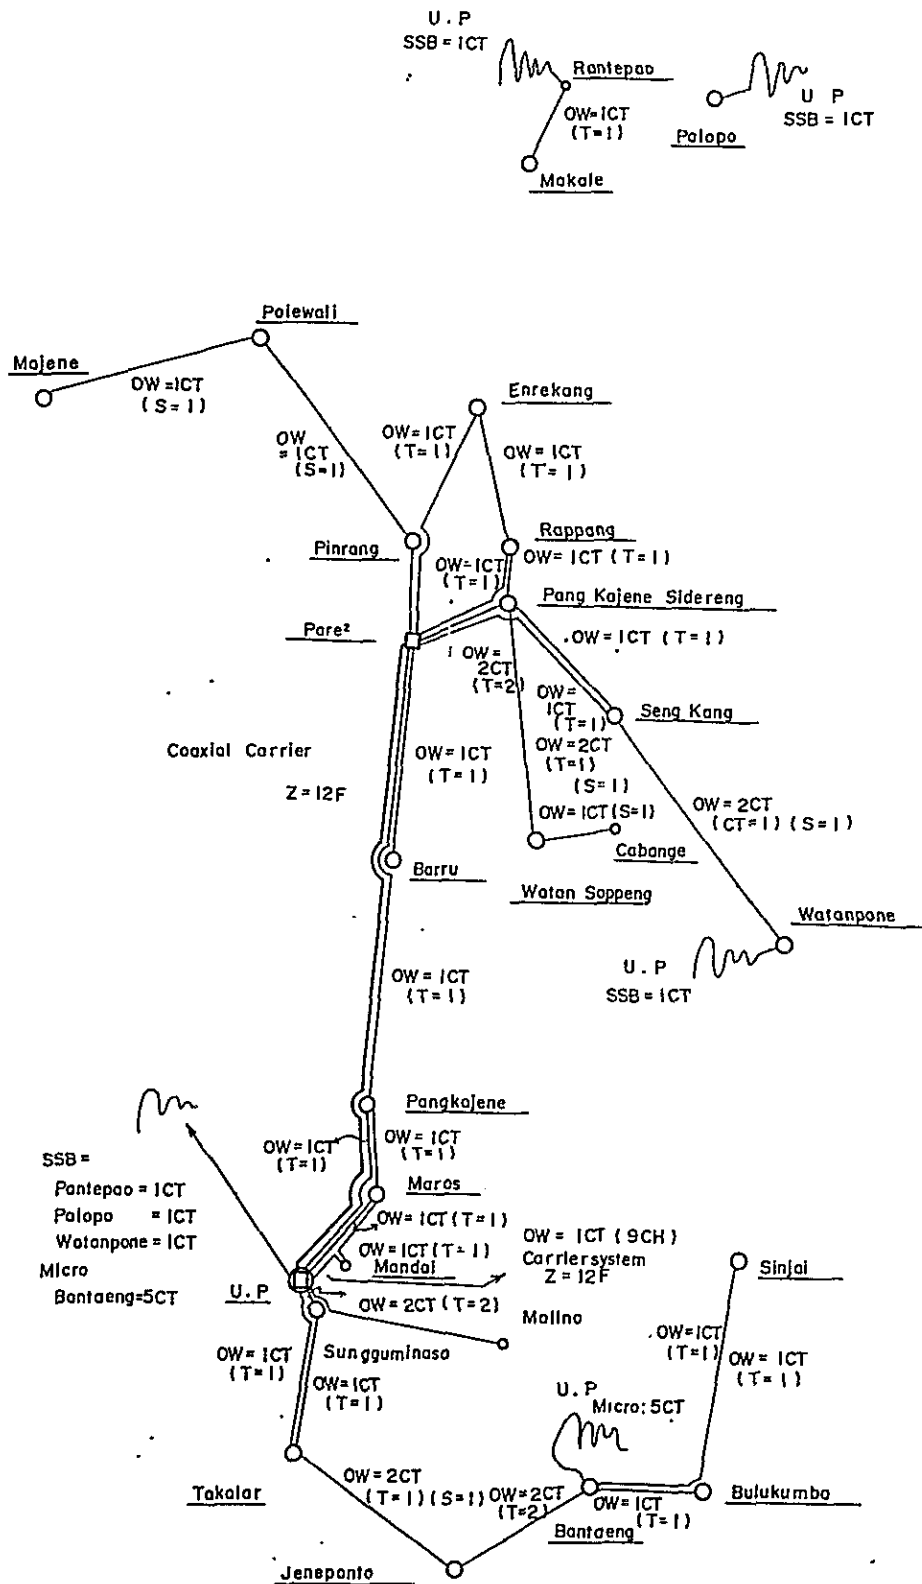 U.P
SSB = 1CT
Rantepao
OW=1CT
(T=1)
Makale
U P
SSB = 1CT
Palopo
Polewali
Majene
OW=1CT
(S=1)
OW
= 1CT
(S=1)
Enrekang
OW=1CT
(T=1)
OW=1CT
(T=1)
Pinrang
Rappang
OW=1CT (T=1)
OW=1CT
(T=1)
Pang Kajene Sidereng
Pare²
OW=1CT (T=1)
OW=
2CT
(T=2)
OW=
1CT
(T=1)
Seng Kang
OW=2CT
(T=1)
(S=1)
Coaxial Carrier
Z=12F
OW=1CT
(T=1)
OW=1CT(S=1)
OW=2CT
(CT=1)(S=1)
Cabange
Barru
Watan Soppeng
Watanpone
U.P
SSB=1CT
OW=1CT
(T=1)
Pangkajene
OW=1CT
(T=1)
OW=1CT
(T=1)
SSB=
Pantepao=1CT
Palopo =1CT
Watanpone=1CT
Micro
Bantaeng=5CT
Maros
OW=1CT(T=1)
OW=1CT(T=1)
Mandai
OW=1CT(9CH)
Carriersystem
Z=12F
U.P
OW=2CT(T=2)
Malino
Sinjai
Sungguminasa
OW=1CT
(T=1)
OW=1CT
(T=1)
OW=1CT
(T=1)
OW=1CT
(T=1)
U.P
Micro:5CT
Takalar
OW=2CT
(T=1)(S=1)
OW=2CT
(T=2)
OW=1CT
(T=1)
Bulukumba
Bantaeng
Jeneponto